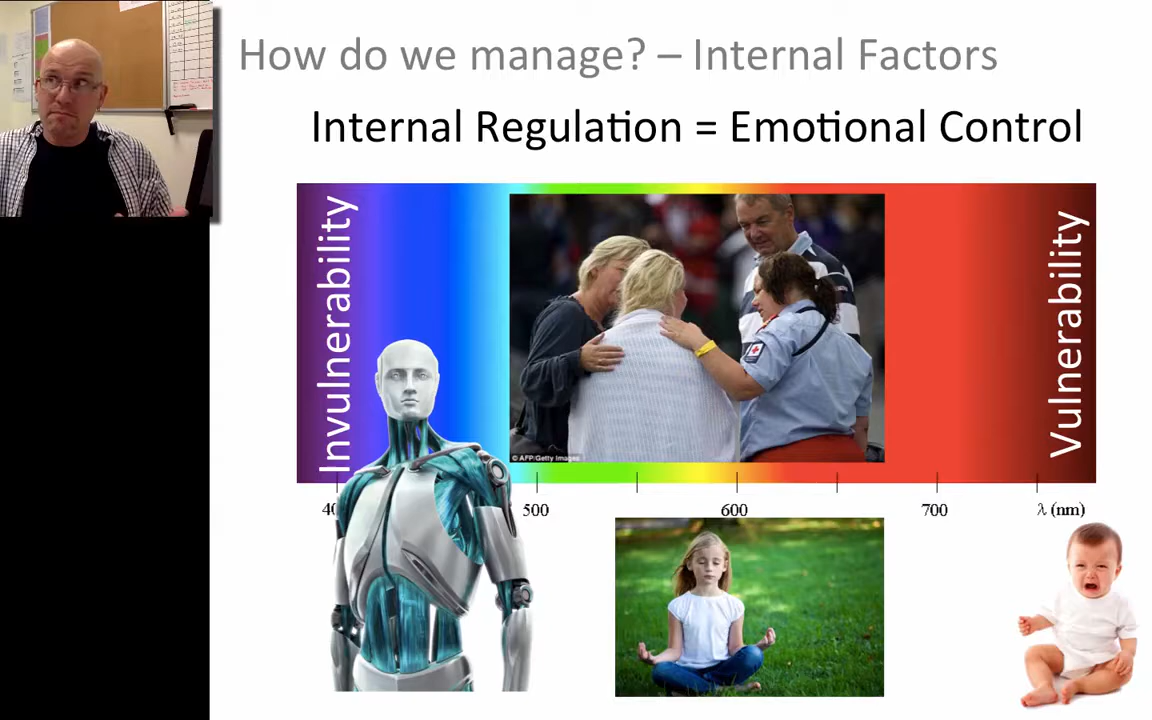 How do we manage? – Internal Factors
Internal Regulation = Emotional Control
Invulnerability
Vulnerability
© AFP/Getty Images
40
500
600
700
λ (nm)